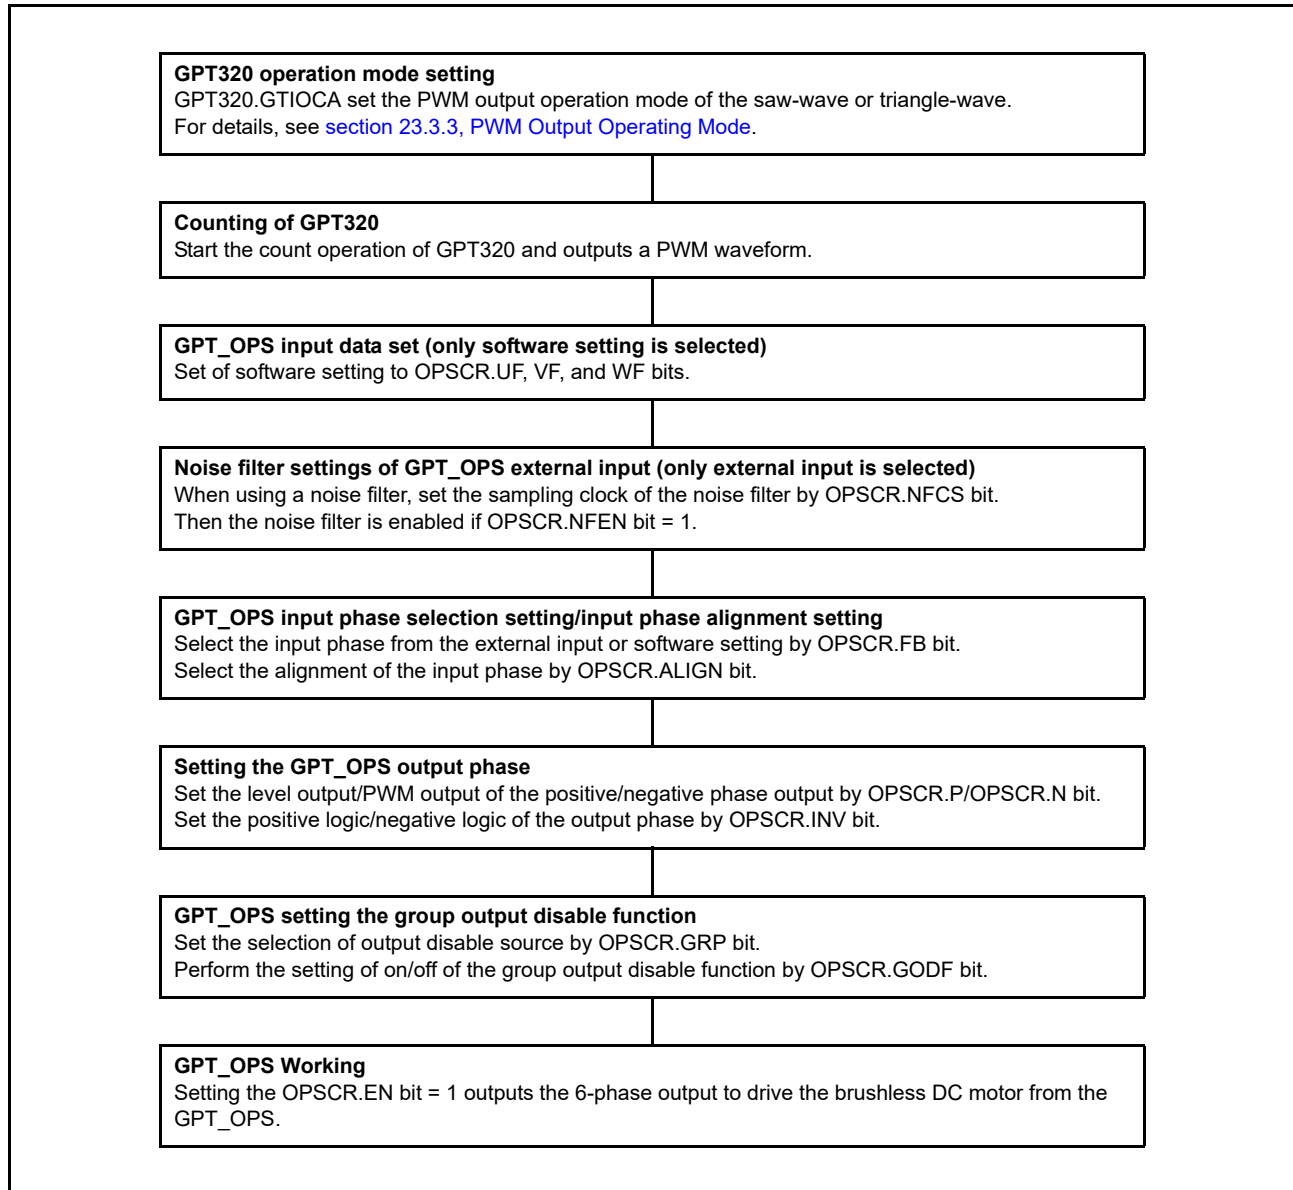 GPT320 operation mode setting
GPT320.GTIOCA set the PWM output operation mode of the saw-wave or triangle-wave.
For details, see section 23.3.3, PWM Output Operating Mode.
Counting of GPT320
Start the count operation of GPT320 and outputs a PWM waveform.
GPT_OPS input data set (only software setting is selected)
Set of software setting to OPSCR.UF, VF, and WF bits.
Noise filter settings of GPT_OPS external input (only external input is selected)
When using a noise filter, set the sampling clock of the noise filter by OPSCR.NFCS bit.
Then the noise filter is enabled if OPSCR.NFEN bit = 1.
GPT_OPS input phase selection setting/input phase alignment setting
Select the input phase from the external input or software setting by OPSCR.FB bit.
Select the alignment of the input phase by OPSCR.ALIGN bit.
Setting the GPT_OPS output phase
Set the level output/PWM output of the positive/negative phase output by OPSCR.P/OPSCR.N bit.
Set the positive logic/negative logic of the output phase by OPSCR.INV bit.
GPT_OPS setting the group output disable function
Set the selection of output disable source by OPSCR.GRP bit.
Perform the setting of on/off of the group output disable function by OPSCR.GODF bit.
GPT_OPS Working
Setting the OPSCR.EN bit = 1 outputs the 6-phase output to drive the brushless DC motor from the
GPT_OPS.